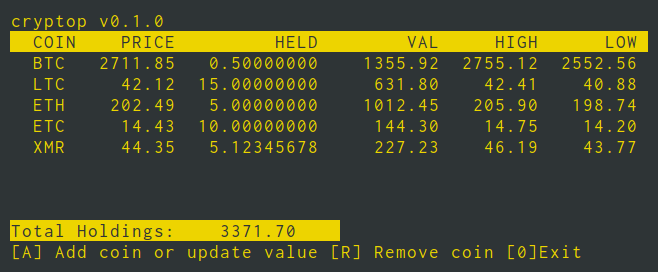 cryptop v0.1.0
COIN PRICE HELD VAL HIGH LOW
BTC 2711.85 0.50000000 1355.92 2755.12 2552.56
LTC 42.12 15.00000000 631.80 42.41 40.88
ETH 202.49 5.00000000 1012.45 205.90 198.74
ETC 14.43 10.00000000 144.30 14.75 14.20
XMR 44.35 5.12345678 227.23 46.19 43.77
Total Holdings: 3371.70
[A] Add coin or update value [R] Remove coin [0]Exit